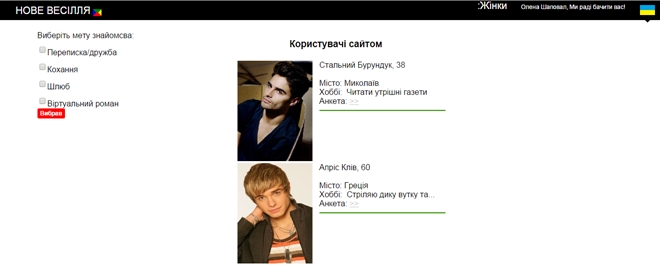 НОВЕ ВЕСІЛЛЯ
:Жінки
Олена Шаповал, Ми раді бачити вас!
Виберіть мету знайомсва:
Переписка/дружба
Кохання
Шлюб
Віртуальний роман
Вибрав
Користувачі сайтом
Стальний Бурундук, 38
Місто: Миколаїв
Хоббі: Читати утрішні газети
Анкета: >>
Алріс Клів, 60
Місто: Греція
Хоббі: Стріляю дику вутку та...
Анкета: >>